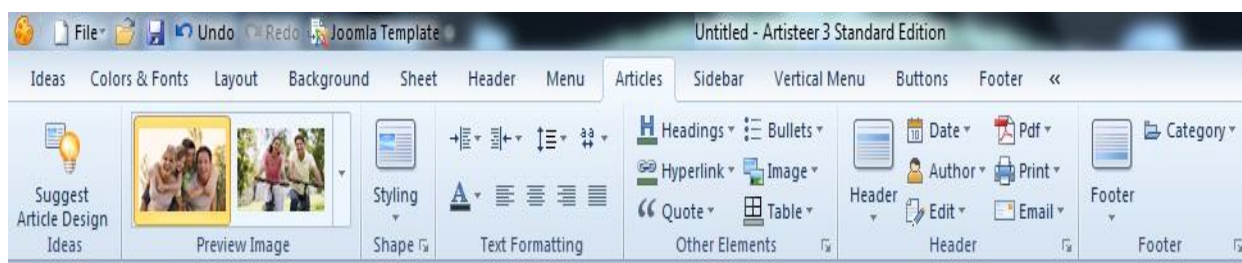 File Undo Redo Joomla Template Untitled - Artisteer 3 Standard Edition
Ideas Colors & Fonts Layout Background Sheet Header Menu Articles Sidebar Vertical Menu Buttons Footer «
Suggest
Article Design
Ideas
Preview Image
Styling
Shape
A
Text Formatting
H Headings Bullets
Hyperlink Image
Quote Table
Other Elements
Header
10 Date Pdf
Author Print
Edit Email
Header
Footer
Category
Footer